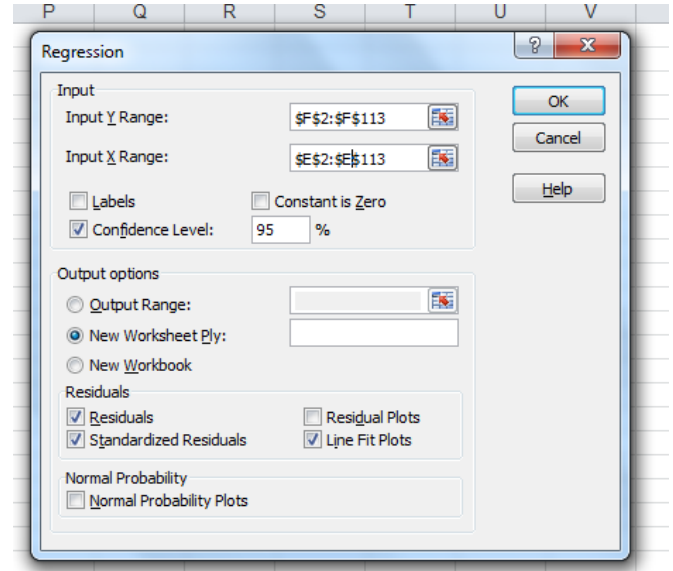 P Q R S T U V
Regression
Input
Input Y Range: $F$2:$F$113
Input X Range: $E$2:$E$113
Labels Constant is Zero
Confidence Level: 95 %
OK
Cancel
Help
Output options
Output Range:
New Worksheet Ply:
New Workbook
Residuals
Residuals Residual Plots
Standardized Residuals Line Fit Plots
Normal Probability
Normal Probability Plots